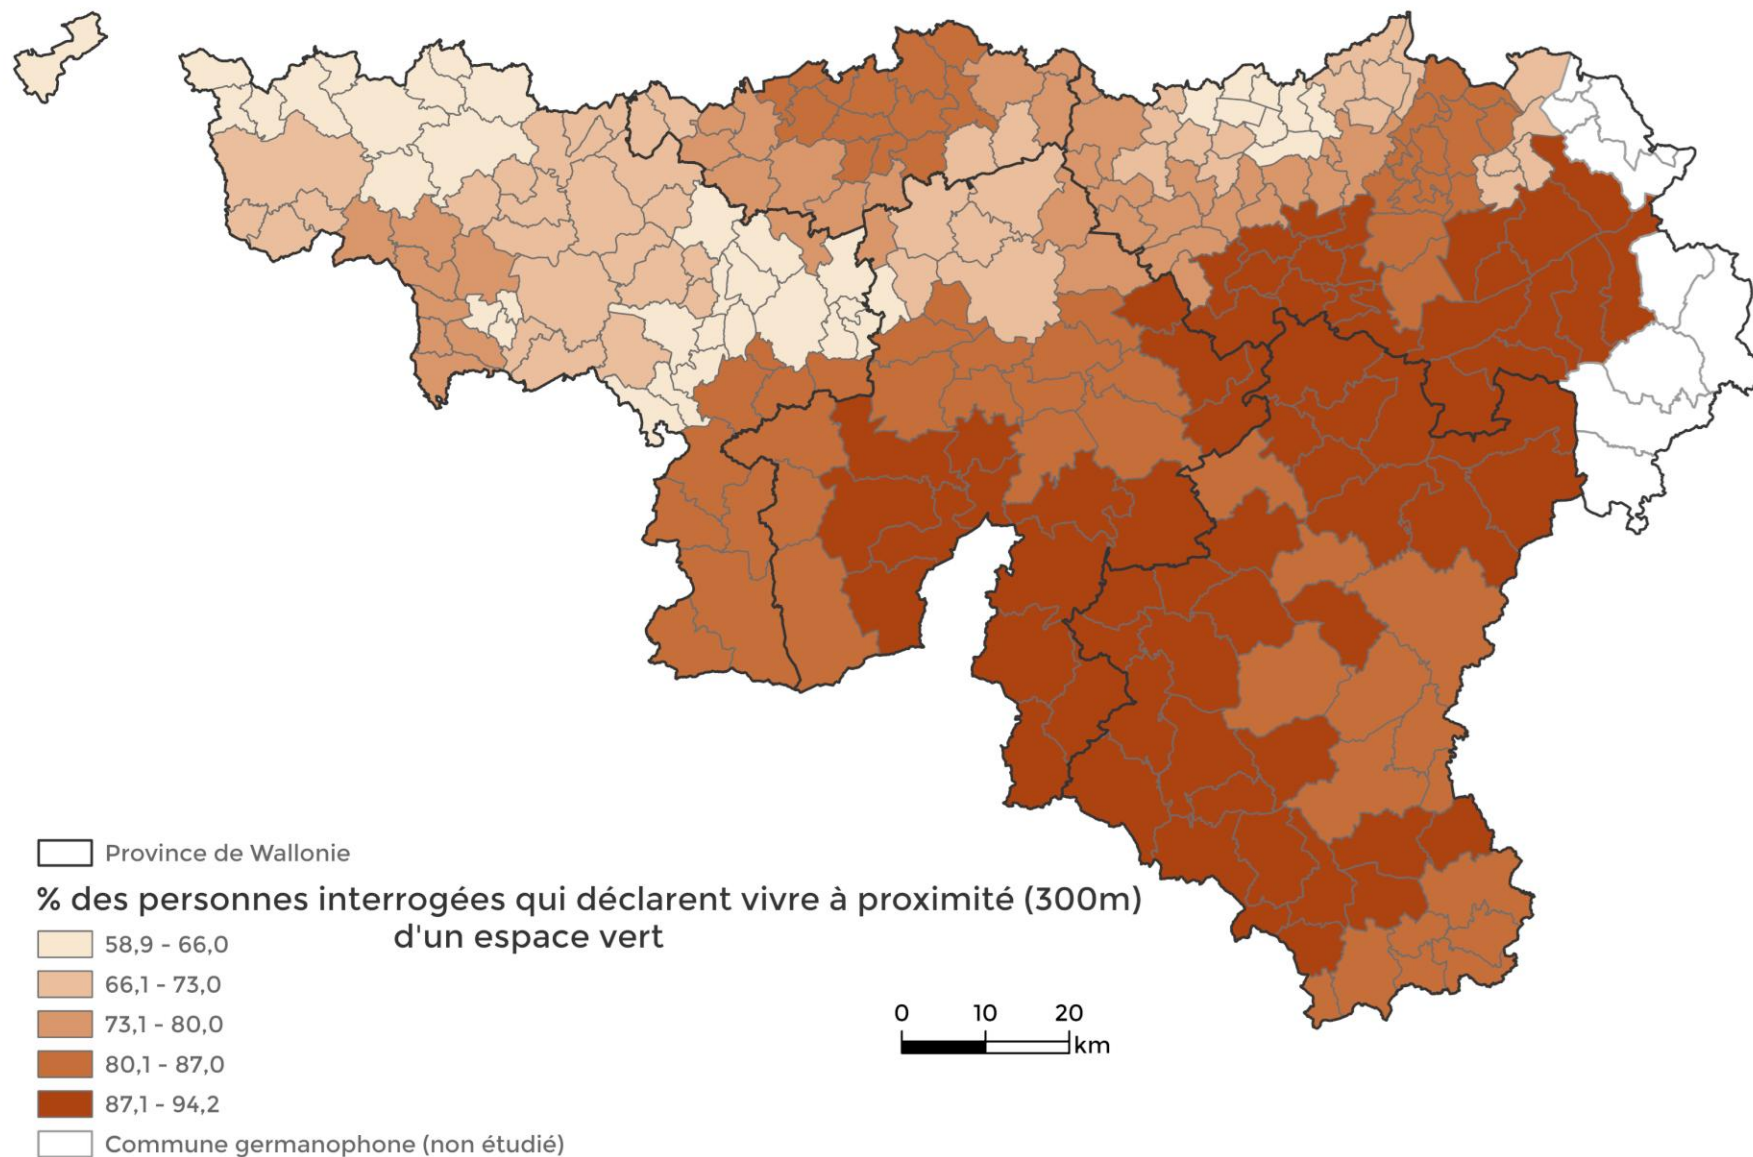 Province de Wallonie
% des personnes interrogées qui déclarent vivre à proximité (300m)
d'un espace vert
58,9 - 66,0
66,1 - 73,0
73,1 - 80,0
80,1 - 87,0
87,1 - 94,2
Commune germanophone (non étudié)
0 10 20
km